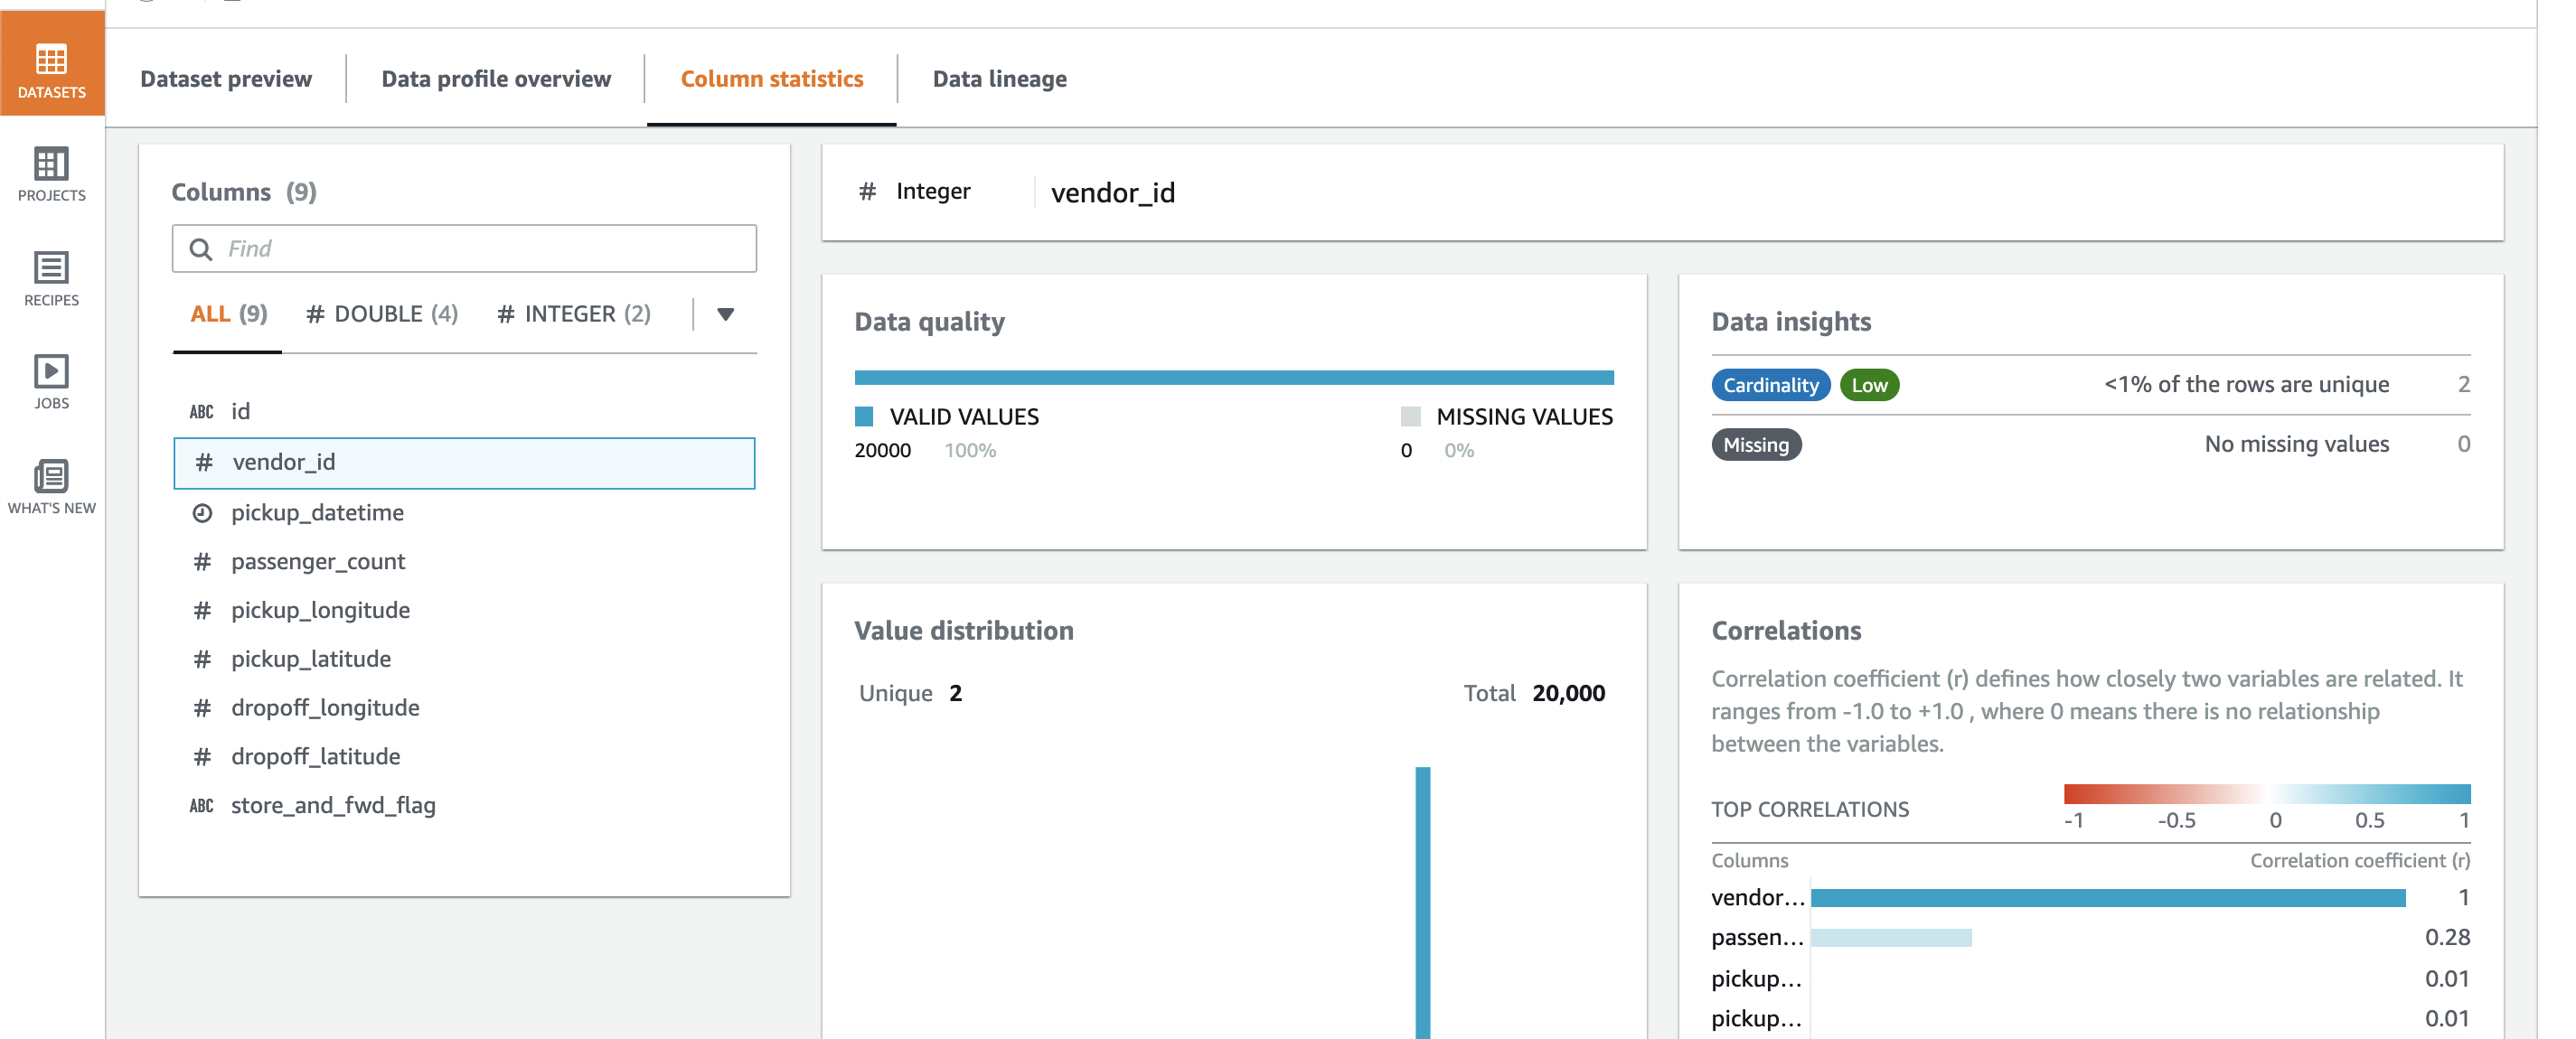 DATASETS
PROJECTS
RECIPES
JOBS
WHAT'S NEW
Dataset preview
Data profile overview
Column statistics
Data lineage
Columns (9)
Find
ALL (9) # DOUBLE (4) # INTEGER (2)
ABC id
# vendor_id
pickup_datetime
# passenger_count
# pickup_longitude
# pickup_latitude
# dropoff_longitude
# dropoff_latitude
ABC store_and_fwd_flag
# Integer vendor_id
Data quality
VALID VALUES MISSING VALUES
20000 100% 0 0%
Data insights
Cardinality Low <1% of the rows are unique 2
Missing No missing values 0
Value distribution
Unique 2 Total 20,000
Correlations
Correlation coefficient (r) defines how closely two variables are related. It
ranges from -1.0 to +1.0 , where 0 means there is no relationship
between the variables.
TOP CORRELATIONS
-1 -0.5 0 0.5 1
Columns Correlation coefficient (r)
vendor... 1
passen... 0.28
pickup... 0.01
pickup... 0.01